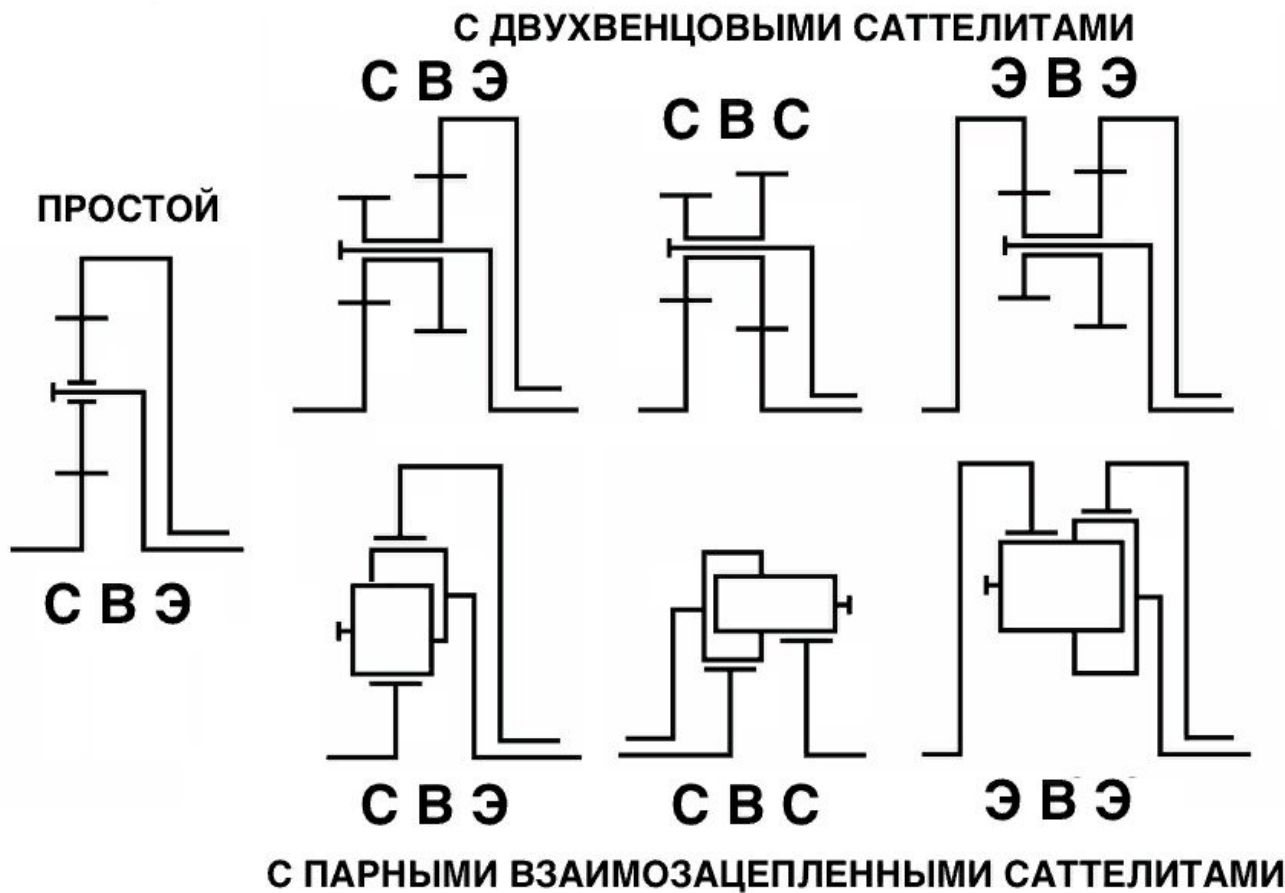 С ДВУХВЕНЦОВЫМИ САТТЕЛИТАМИ
С В Э
С В С
Э В Э
ПРОСТОЙ
С В Э
С В Э
С В С
Э В Э
С ПАРНЫМИ ВЗАИМОЗАЦЕПЛЕННЫМИ САТТЕЛИТАМИ